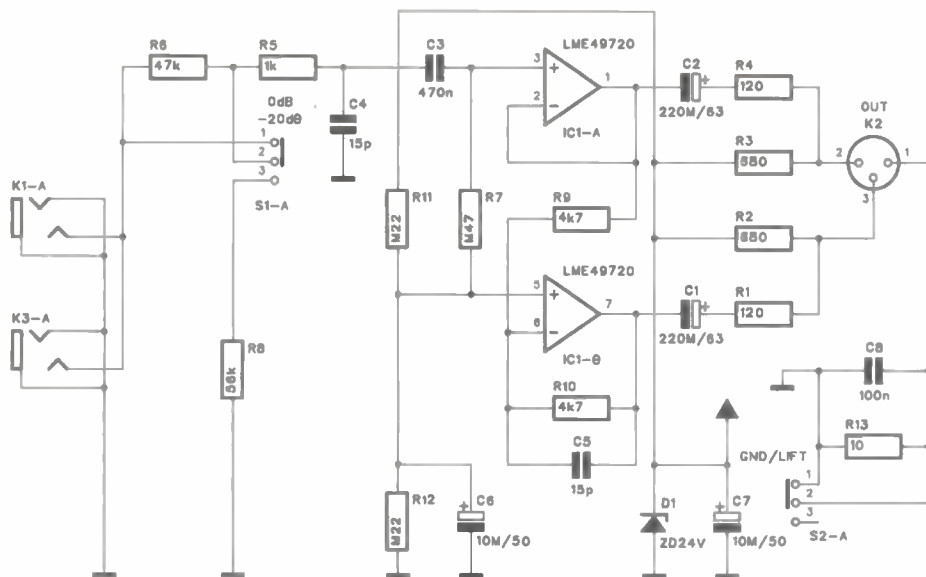 R6
47k
R5
1k
0dB
-20dB
1
2
3
S1-A
C4
15p
C3
470n
K1-A
K3-A
R8
56k
R11
M22
R7
M47
R12
M22
C6
+
10M/50
LME49720
3
+
2
−
1
IC1-A
R9
4k7
LME49720
5
+
6
−
7
IC1-B
R10
4k7
C5
15p
C2
+
220M/63
R4
120
R3
680
R2
680
C1
+
220M/63
R1
120
OUT
K2
2
1
3
C8
100n
R13
10
GND/LIFT
1
2
3
S2-A
D1
ZD24V
C7
+
10M/50